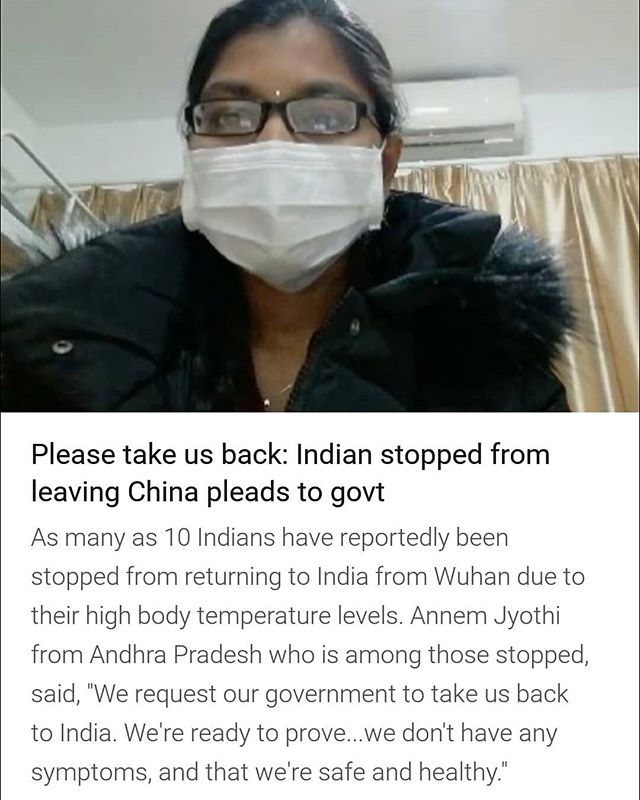 Please take us back: Indian stopped from
leaving China pleads to govt
As many as 10 Indians have reportedly been
stopped from returning to India from Wuhan due to
their high body temperature levels. Annem Jyothi
from Andhra Pradesh who is among those stopped,
said, "We request our government to take us back
to India. We're ready to prove...we don't have any
symptoms, and that we're safe and healthy."